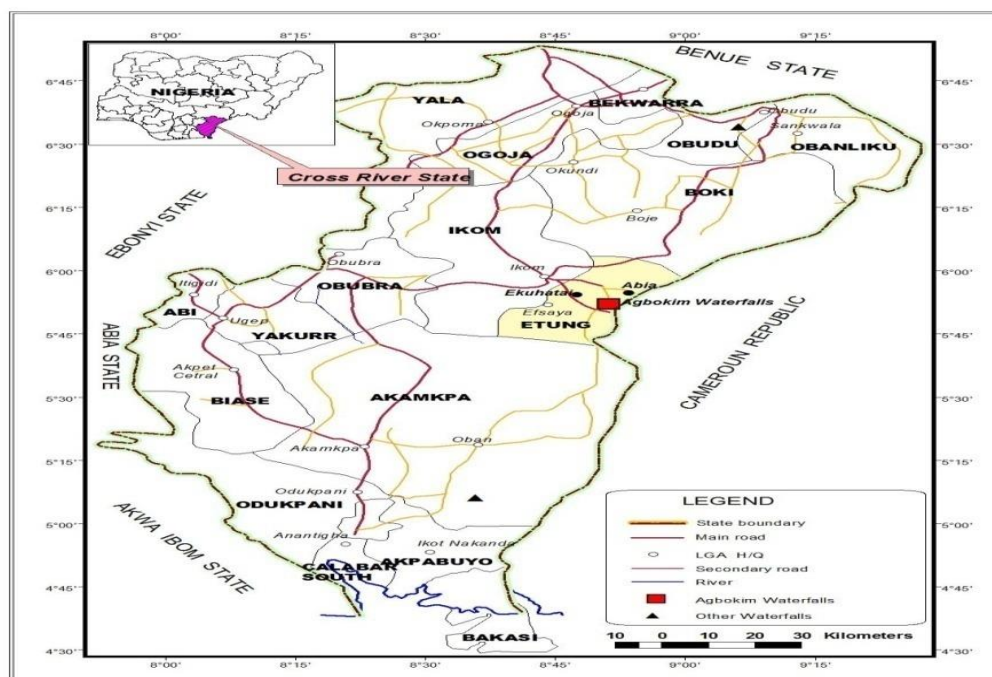 8°00' 8°15' 8°30' 8°45' 9°00' 9°15'
BENUE STATE
NIGERIA
6°45' 6°45'
YALA
BEKWARRA
Ogoja
Obudu
Okpoma
Sankwala
6°30' 6°30'
OGOJA
OBUDU
OBANLIKU
Okundi
Cross River State
BOKI
6°15' 6°15'
EBONYI STATE
IKOM
Boje
Obubra
Ikom
6°00' 6°00'
Itigidi
OBUBRA
Ekuhatai
Abia
Agbokim Waterfalls
ABI
Ugep
Efsaya
ETUNG
5°45' 5°45'
YAKURR
ABIA STATE
CAMEROUN REPUBLIC
Akpet
Cetral
BIASE
AKAMKPA
5°30' 5°30'
Akamkpa
Oban
5°15' 5°15'
Odukpani
ODUKPANI
AKWA IBOM STATE
5°00' 5°00'
Anantigha
Ikot Nakanda
CALABAR
SOUTH
AKPABUYO
4°45' 4°45'
BAKASI
4°30' 4°30'
LEGEND
State boundary
Main road
LGA H/Q
Secondary road
River
Agbokim Waterfalls
Other Waterfalls
10 0 10 20 30 Kilometers
8°00' 8°15' 8°30' 8°45' 9°00' 9°15'